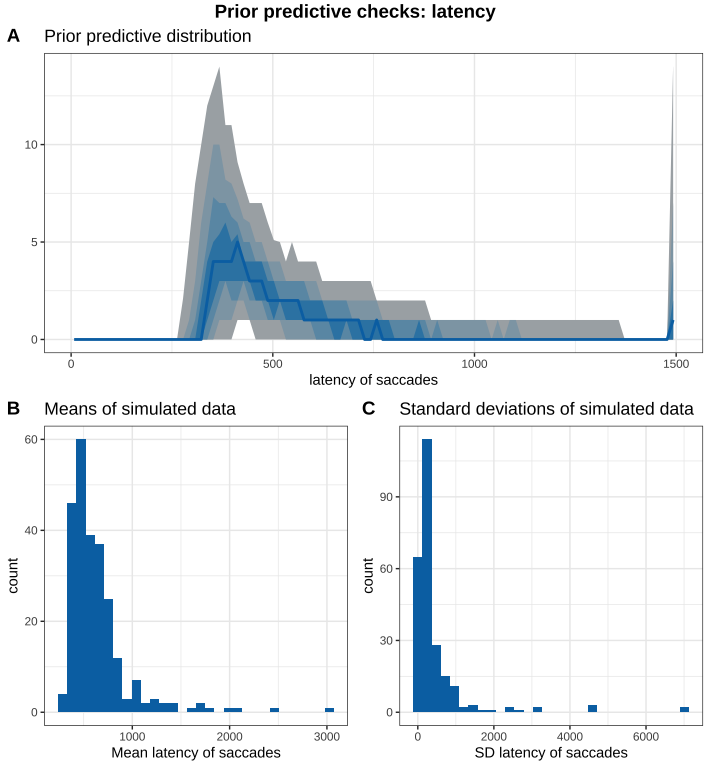 Prior predictive checks: latency
A Prior predictive distribution
10
5
0
0 500 1000 1500
latency of saccades
B Means of simulated data
60
40
20
0
count
1000 2000 3000
Mean latency of saccades
C Standard deviations of simulated data
90
60
30
0
count
0 2000 4000 6000
SD latency of saccades